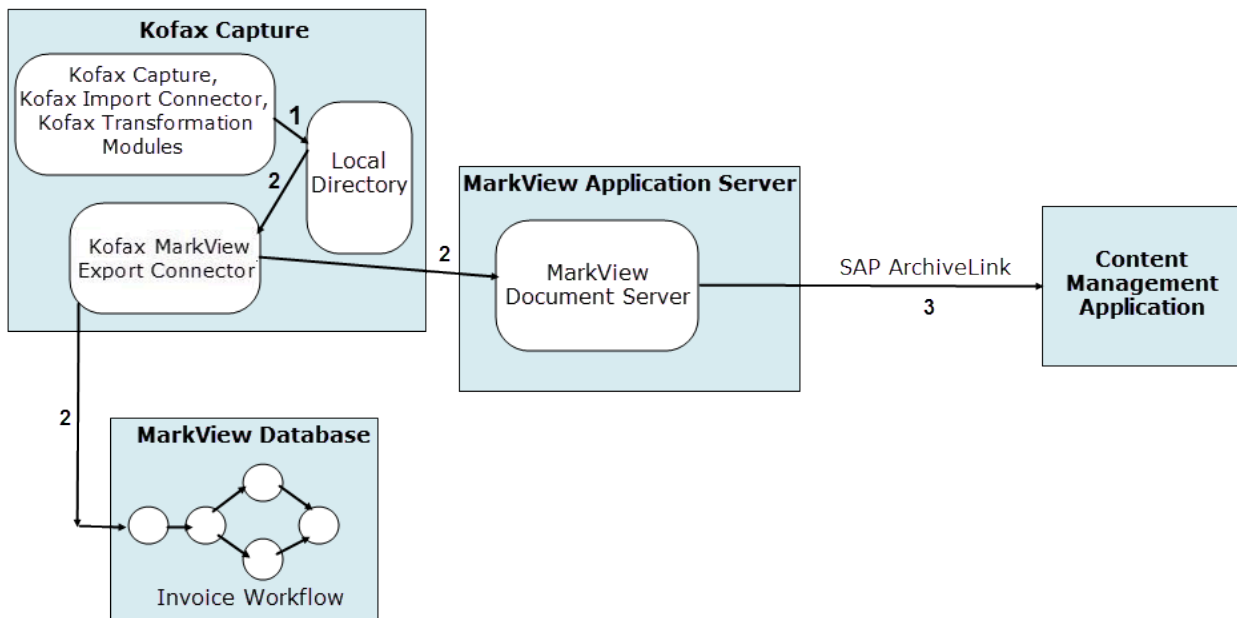 Kofax Capture
Kofax Capture,
Kofax Import Connector,
Kofax Transformation
Modules
1
Local
Directory
2
Kofax MarkView
Export Connector
2
MarkView Application Server
MarkView
Document Server
SAP ArchiveLink
3
Content
Management
Application
2
MarkView Database
Invoice Workflow